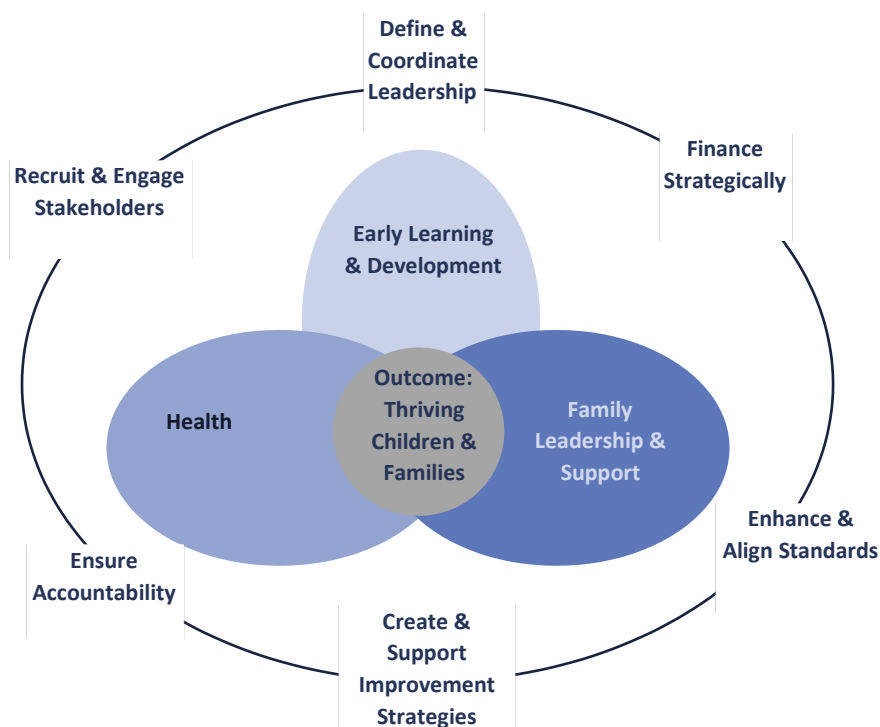 Define &
Coordinate
Leadership
Finance
Strategically
Recruit & Engage
Stakeholders
Early Learning
& Development
Outcome:
Thriving
Children &
Families
Health
Family
Leadership &
Support
Enhance &
Align Standards
Ensure
Accountability
Create &
Support
Improvement
Strategies